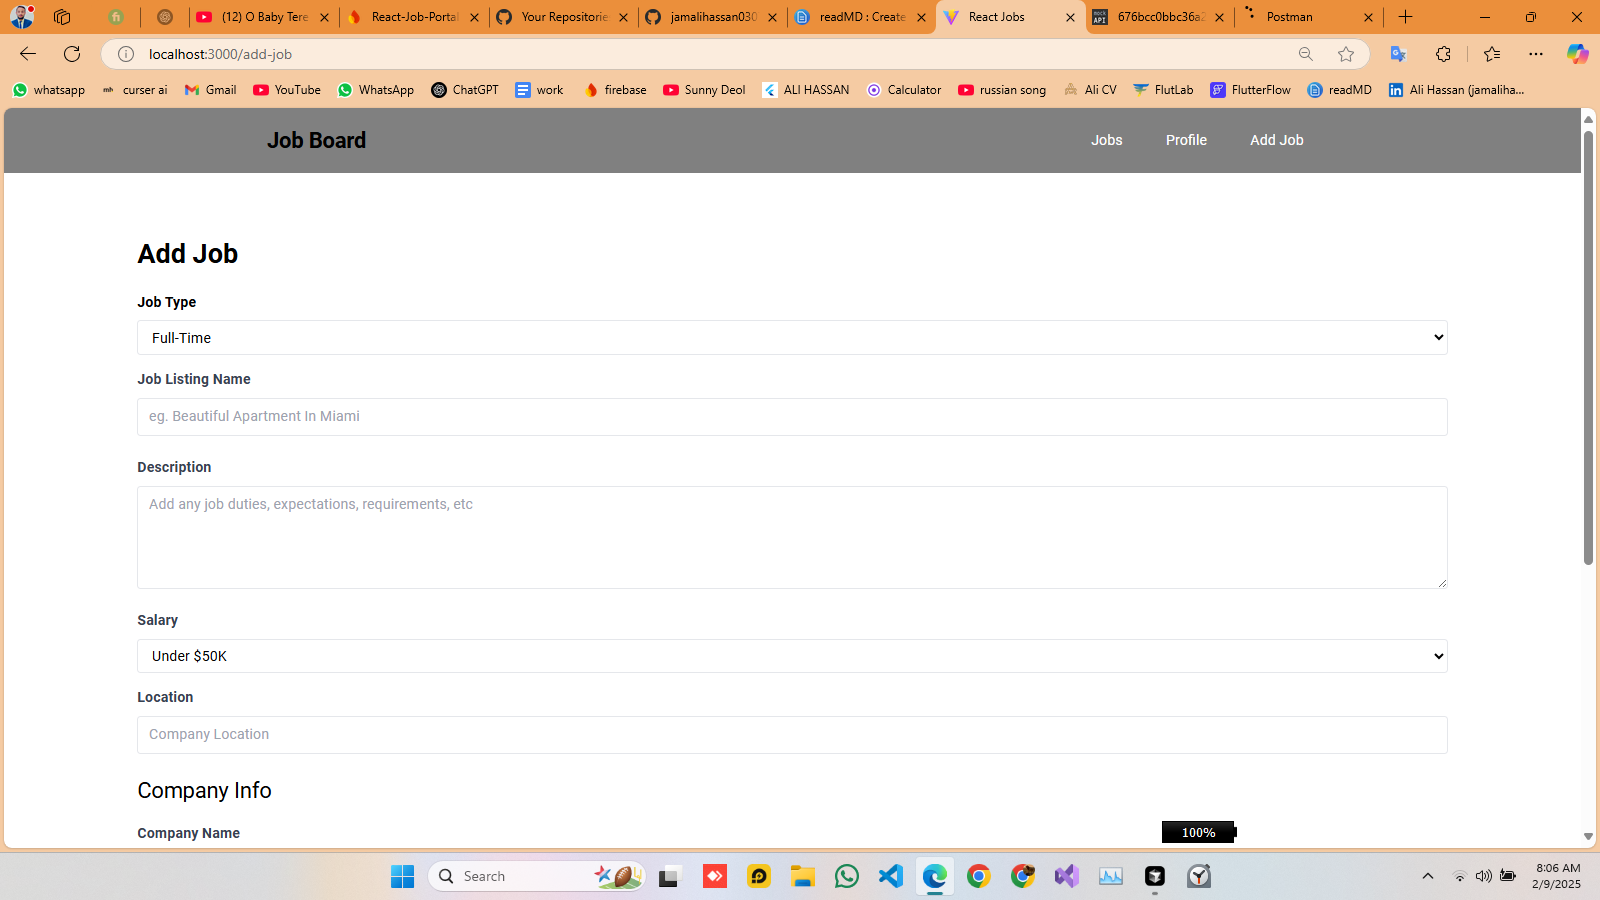 (12) O Baby Tere
React-Job-Portal
Your Repositorie
jamalihassan030
readMD : Create
React Jobs
mock API
676bcc0bbc36a2
Postman
localhost:3000/add-job
whatsapp
mh curser ai
Gmail
YouTube
WhatsApp
ChatGPT
work
firebase
Sunny Deol
ALI HASSAN
Calculator
russian song
Ali CV
FlutLab
FlutterFlow
readMD
Ali Hassan (jamaliha...
Job Board
Jobs
Profile
Add Job
Add Job
Job Type
Full-Time
Job Listing Name
eg. Beautiful Apartment In Miami
Description
Add any job duties, expectations, requirements, etc
Salary
Under $50K
Location
Company Location
Company Info
Company Name
100%
Search
8:06 AM
2/9/2025